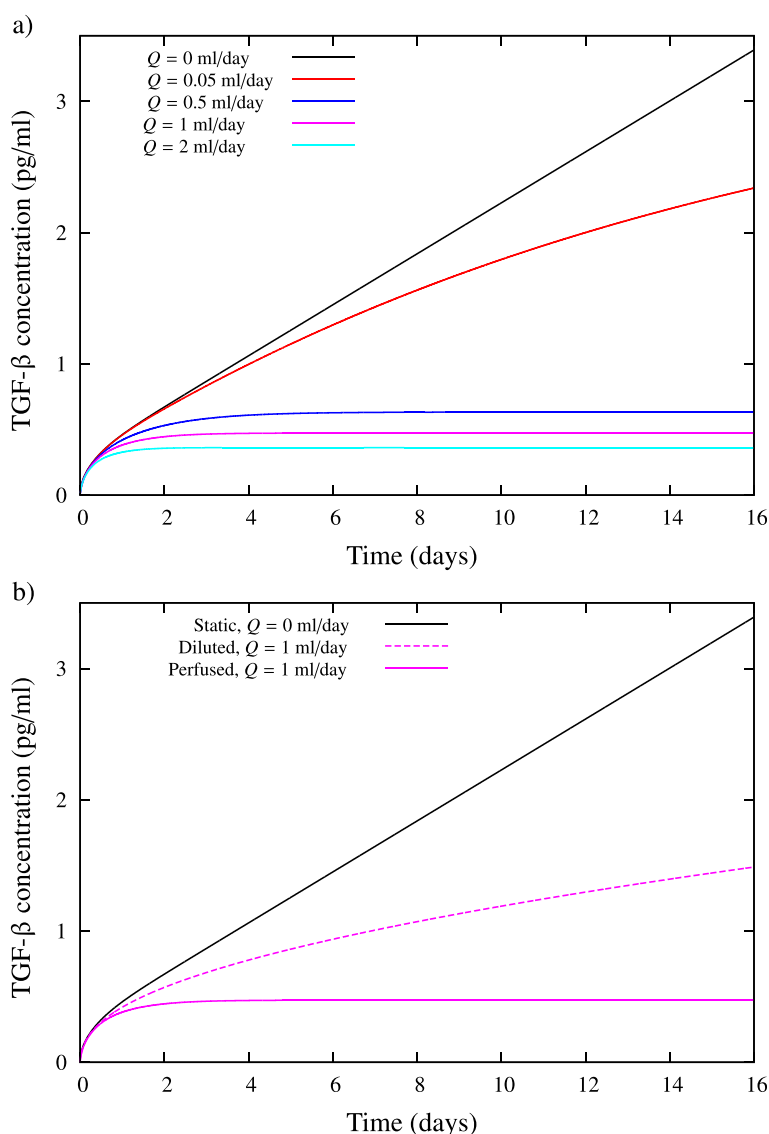 a)
Q = 0 ml/day
Q = 0.05 ml/day
Q = 0.5 ml/day
Q = 1 ml/day
Q = 2 ml/day
TGF-β concentration (pg/ml)
3
2
1
0
0 2 4 6 8 10 12 14 16
Time (days)
b)
Static, Q = 0 ml/day
Diluted, Q = 1 ml/day
Perfused, Q = 1 ml/day
TGF-β concentration (pg/ml)
3
2
1
0
0 2 4 6 8 10 12 14 16
Time (days)